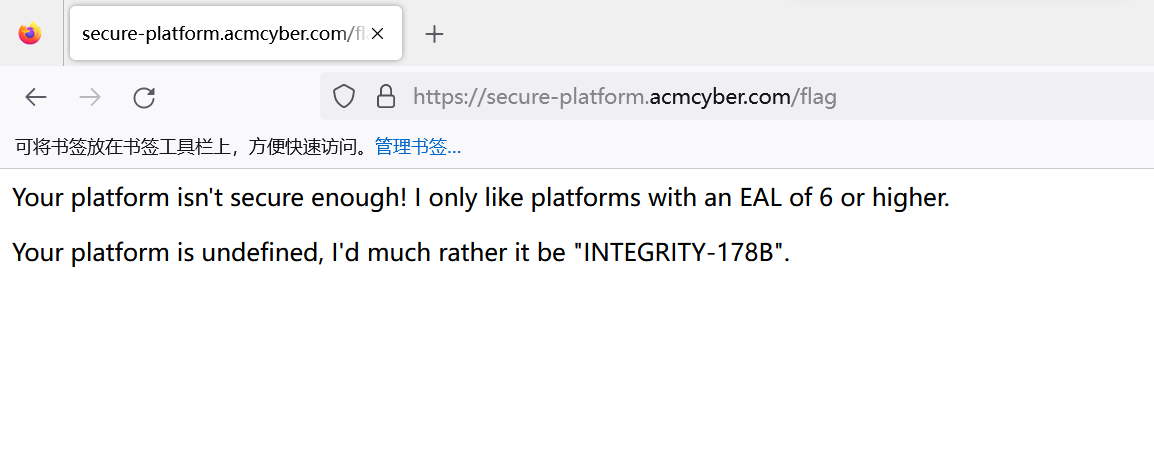 secure-platform.acmcyber.com/fl
https://secure-platform.acmcyber.com/flag
可将书签放在书签工具栏上，方便快速访问。管理书签...
Your platform isn't secure enough! I only like platforms with an EAL of 6 or higher.
Your platform is undefined, I'd much rather it be "INTEGRITY-178B".